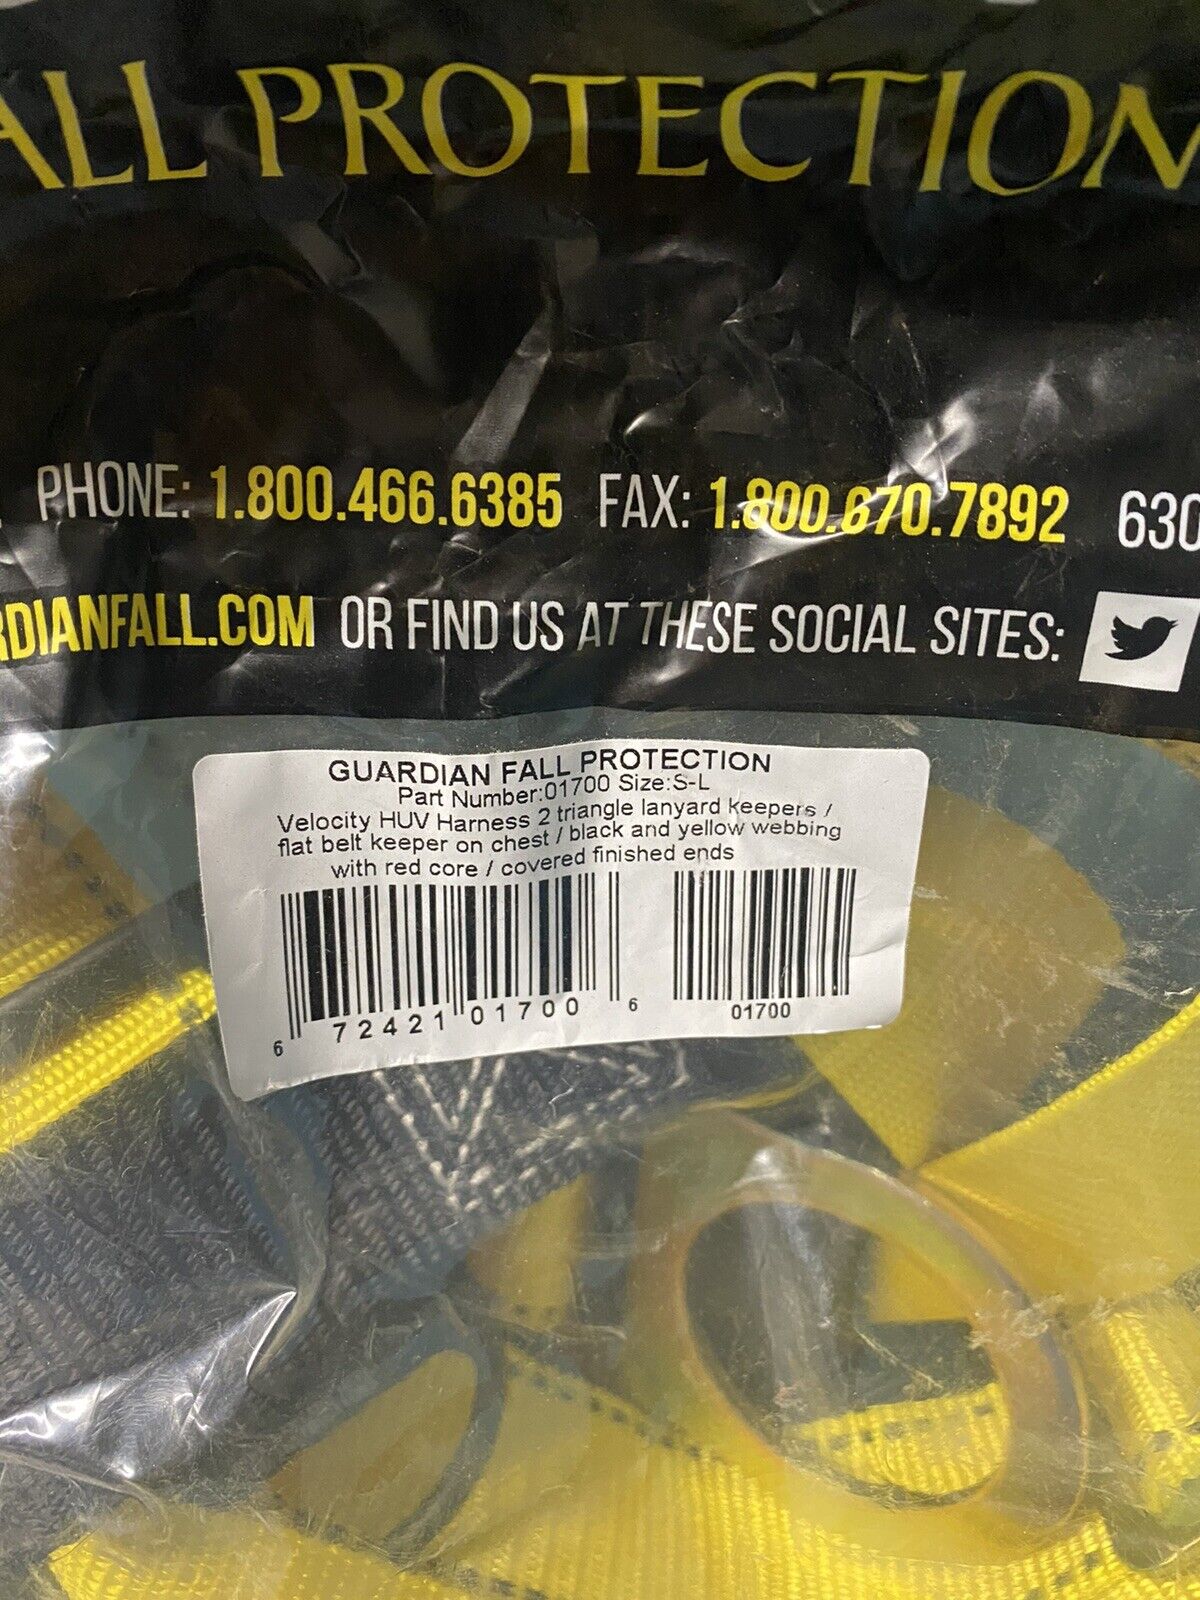 ALL PROTECTION
PHONE: 1.800.466.6385 FAX: 1.800.670.7892 630
RDIANFALL.COM OR FIND US AT THESE SOCIAL SITES:
GUARDIAN FALL PROTECTION
Part Number:01700 Size:S-L
Velocity HUV Harness 2 triangle lanyard keepers /
flat belt keeper on chest / black and yellow webbing
with red core / covered finished ends
6 72421 01700 6
01700